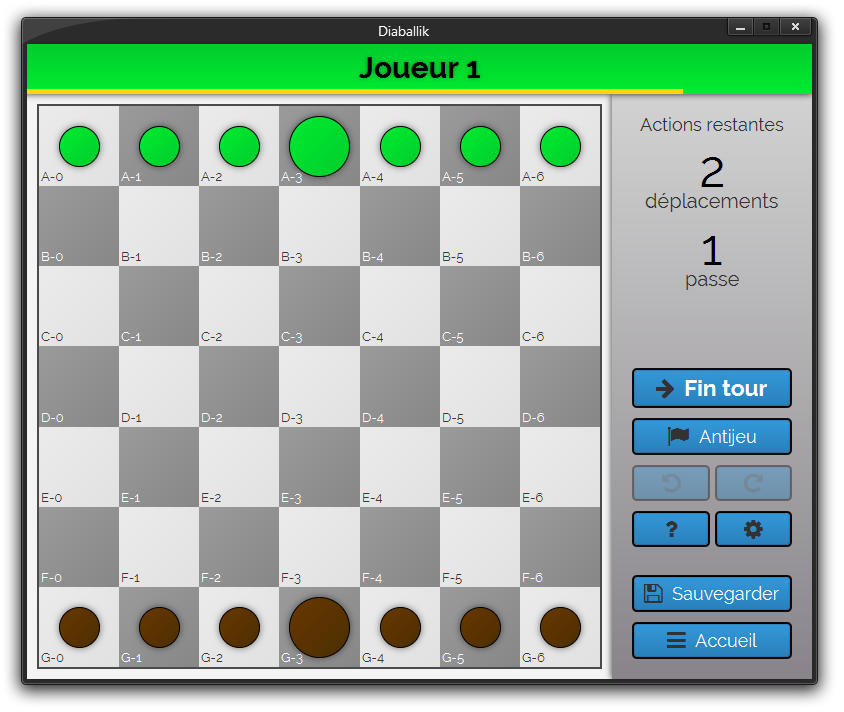 Diaballik
Joueur 1
A-0 A-1 A-2 A-3 A-4 A-5 A-6
B-0 B-1 B-2 B-3 B-4 B-5 B-6
C-0 C-1 C-2 C-3 C-4 C-5 C-6
D-0 D-1 D-2 D-3 D-4 D-5 D-6
E-0 E-1 E-2 E-3 E-4 E-5 E-6
F-0 F-1 F-2 F-3 F-4 F-5 F-6
G-0 G-1 G-2 G-3 G-4 G-5 G-6
Actions restantes
2
déplacements
1
passe
Fin tour
Antijeu
?
Sauvegarder
Accueil